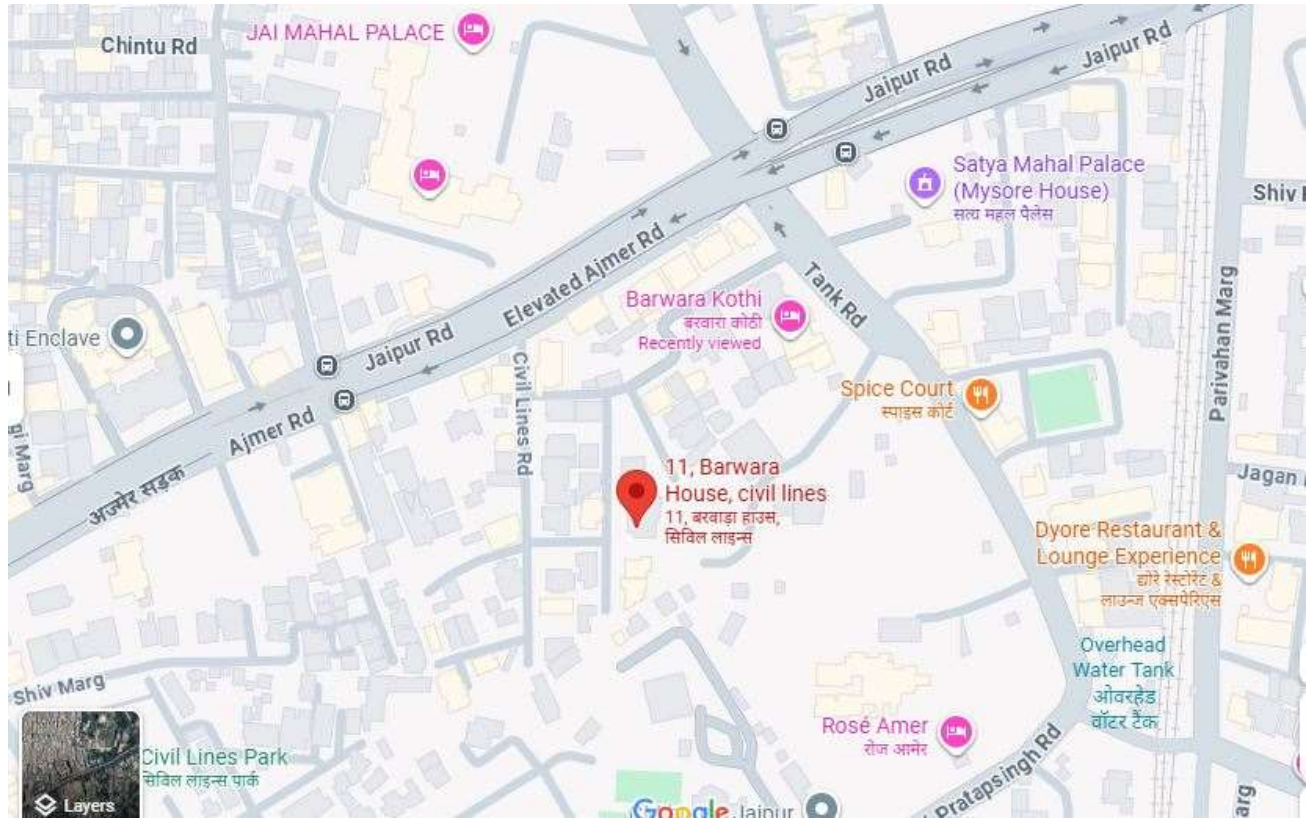 Chintu Rd
JAI MAHAL PALACE
Jaipur Rd
Jaipur Rd
Satya Mahal Palace
(Mysore House)
सत्य महल पैलेस
Shiv
Elevated Ajmer Rd
Barwara Kothi
बरवारा कोठी
Recently viewed
Tank Rd
Parivahan Marg
ti Enclave
Jaipur Rd
Civil Lines Rd
Spice Court
स्पाइस कोर्ट
Ajmer Rd
अजमेर सड़क
gi Marg
11, Barwara
House, civil lines
11, बरवाड़ा हाउस,
सिविल लाइन्स
Jagan
Dyore Restaurant &
Lounge Experience
द्योरे रेस्टोरेंट &
लाउन्ज एक्सपेरिएंस
Overhead
Water Tank
ओवरहेड
वॉटर टैंक
Shiv Marg
Rosé Amer
रोज आमेर
Civil Lines Park
सिविल लाइन्स पार्क
Layers
Google
Jaipur
Pratapsingh Rd
arg